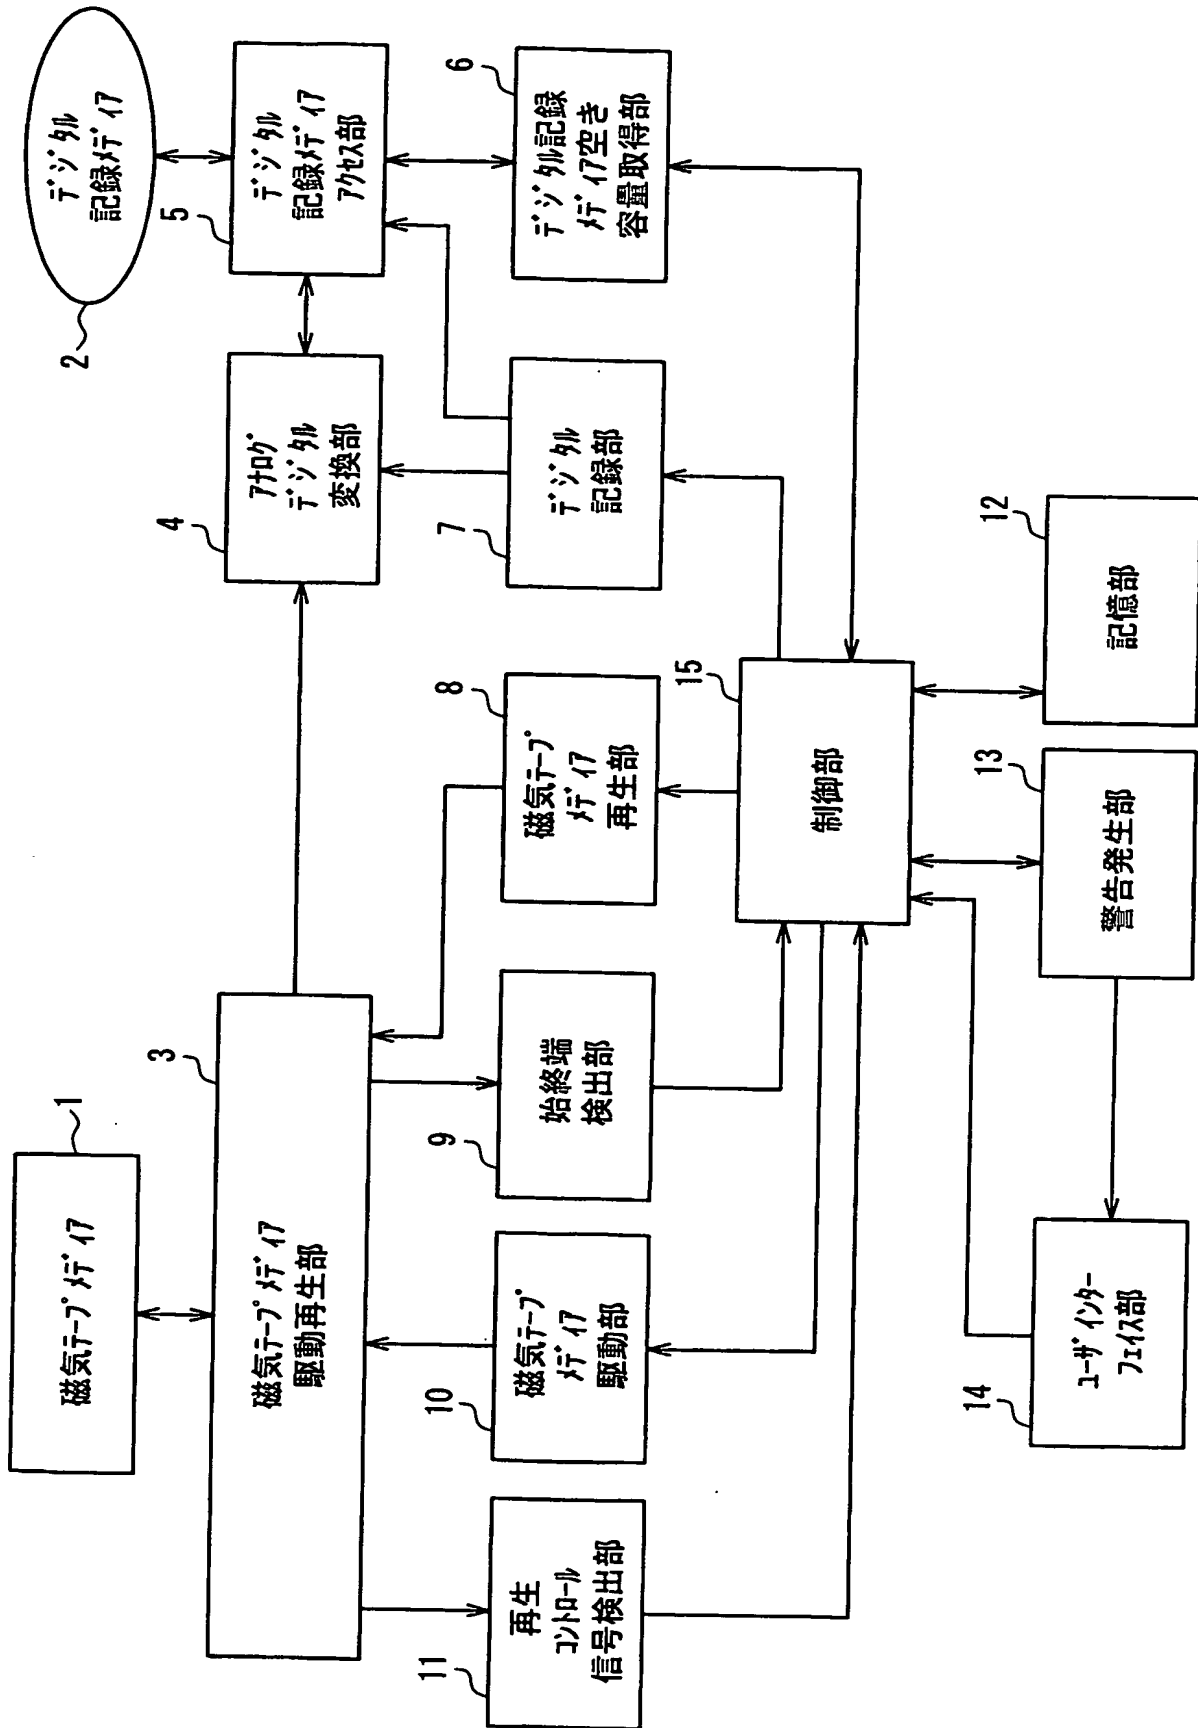 1
磁気テープメディア
2
デジタル
記録メディア
3
磁気テープメディア
駆動再生部
4
アナログ
デジタル
変換部
5
デジタル
記録メディア
アクセス部
11
再生
コントロール
信号検出部
10
磁気テープ
メディア
駆動部
9
始終端
検出部
8
磁気テープ
メディア
再生部
7
デジタル
記録部
6
デジタル記録
メディア空き
容量取得部
15
制御部
14
ユーザインター
フェイス部
13
警告発生部
12
記憶部